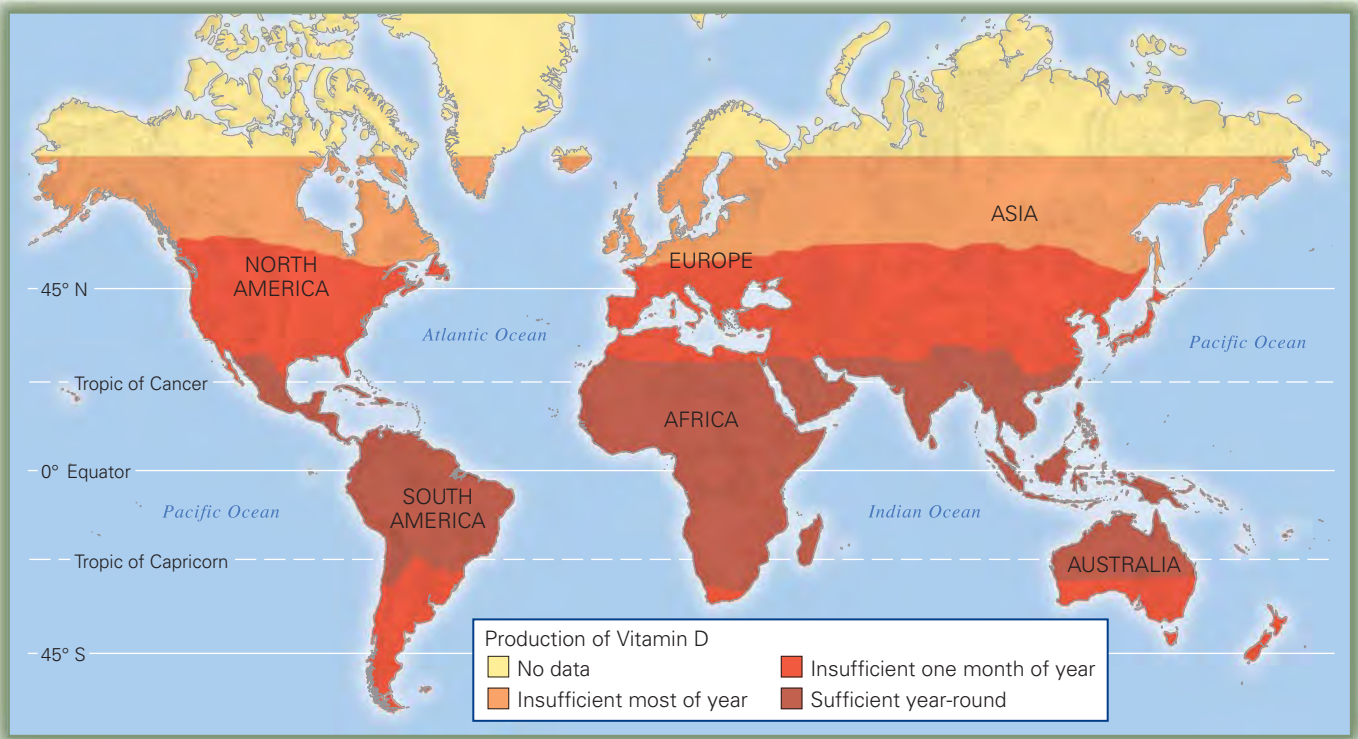 ASIA
NORTH
AMERICA
EUROPE
45° N
Atlantic Ocean
Pacific Ocean
Tropic of Cancer
AFRICA
0° Equator
SOUTH
AMERICA
Pacific Ocean
Indian Ocean
Tropic of Capricorn
AUSTRALIA
45° S
Production of Vitamin D
No data
Insufficient most of year
Insufficient one month of year
Sufficient year-round